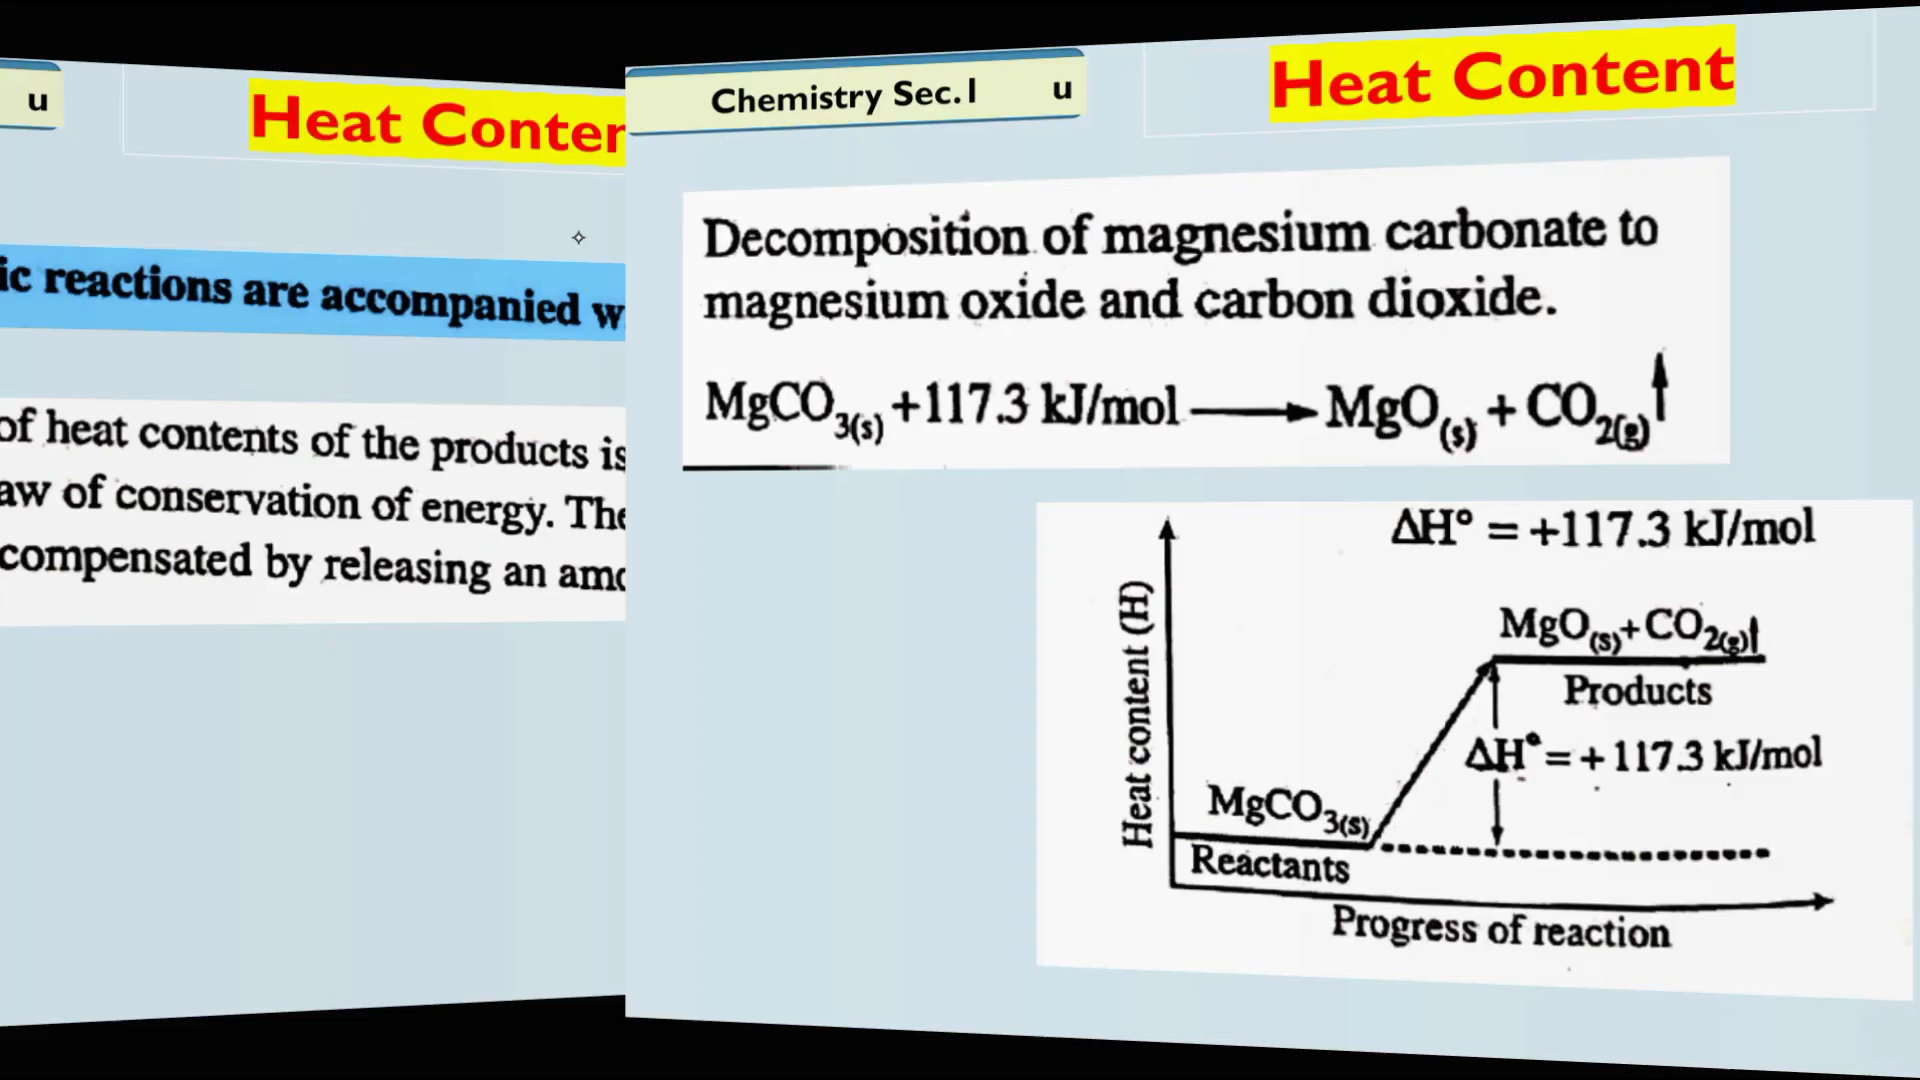 u
Heat Conten
ic reactions are accompanied w
of heat contents of the products is
aw of conservation of energy. The
compensated by releasing an amo
Chemistry Sec.1 u
Heat Content
Decomposition of magnesium carbonate to
magnesium oxide and carbon dioxide.
MgCO3(s) +117.3 kJ/mol ⟶ MgO(s) + CO2(g)↑
ΔH° = +117.3 kJ/mol
MgO(s)+CO2(g)↑
Products
ΔH° = + 117.3 kJ/mol
Heat content (H)
MgCO3(s)
Reactants
Progress of reaction